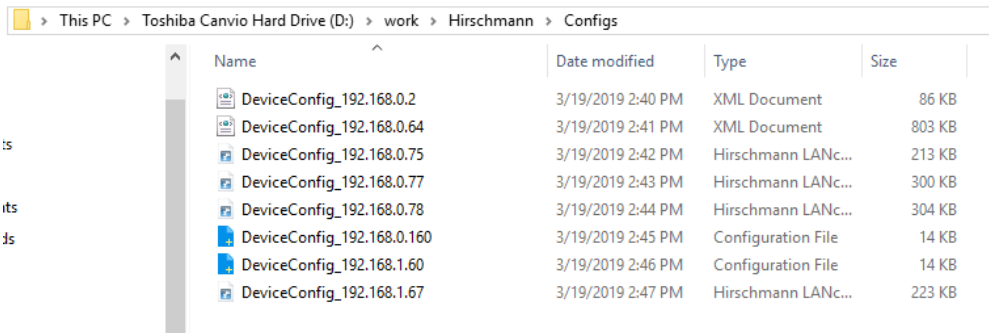 This PC > Toshiba Canvio Hard Drive (D:) > work > Hirschmann > Configs
Name Date modified Type Size
DeviceConfig_192.168.0.2 3/19/2019 2:40 PM XML Document 86 KB
DeviceConfig_192.168.0.64 3/19/2019 2:41 PM XML Document 803 KB
ts
DeviceConfig_192.168.0.75 3/19/2019 2:42 PM Hirschmann LANc... 213 KB
DeviceConfig_192.168.0.77 3/19/2019 2:43 PM Hirschmann LANc... 300 KB
nts
DeviceConfig_192.168.0.78 3/19/2019 2:44 PM Hirschmann LANc... 304 KB
ds
DeviceConfig_192.168.0.160 3/19/2019 2:45 PM Configuration File 14 KB
DeviceConfig_192.168.1.60 3/19/2019 2:46 PM Configuration File 14 KB
DeviceConfig_192.168.1.67 3/19/2019 2:47 PM Hirschmann LANc... 223 KB